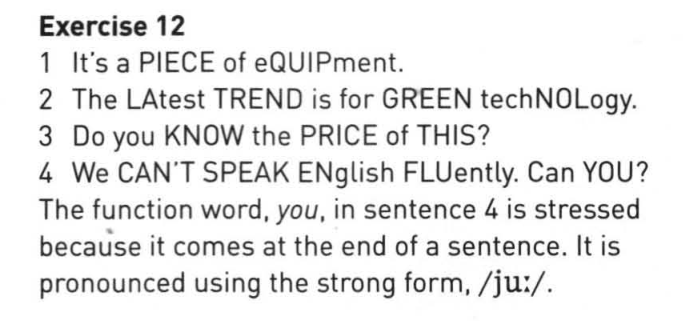 Exercise 12
1 It's a PIECE of eQUIPment.
2 The LAtest TREND is for GREEN techNOLogy.
3 Do you KNOW the PRICE of THIS?
4 We CAN'T SPEAK ENglish FLUently. Can YOU?
The function word, you, in sentence 4 is stressed
because it comes at the end of a sentence. It is
pronounced using the strong form, /juː/.